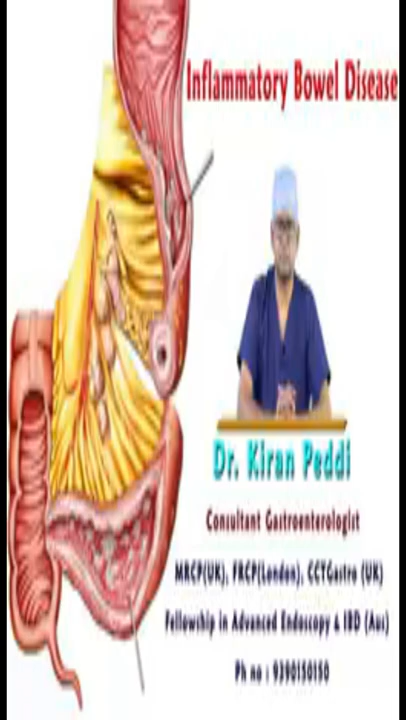 Inflammatory Bowel Disease
Dr. Kiran Peddi
Consultant Gastroenterologist
MRCP(UK), FRCP(London), CCTGastro (UK)
Fellowship in Advanced Endoscopy & IBD (Aus)
Ph no : 9390150150